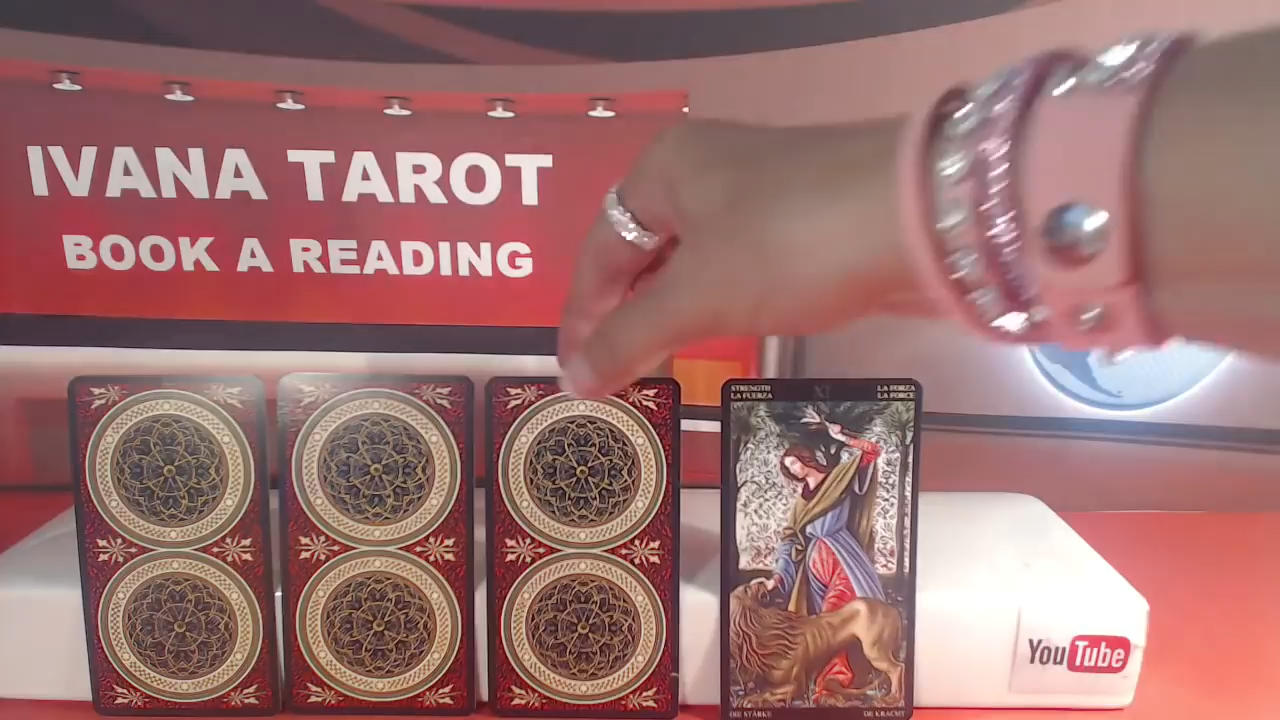 IVANA TAROT
BOOK A READING
STRENGTH XI LA FORZA
LA FUERZA LA FORCE
DIE STÄRKE DE KRACHT
YouTube